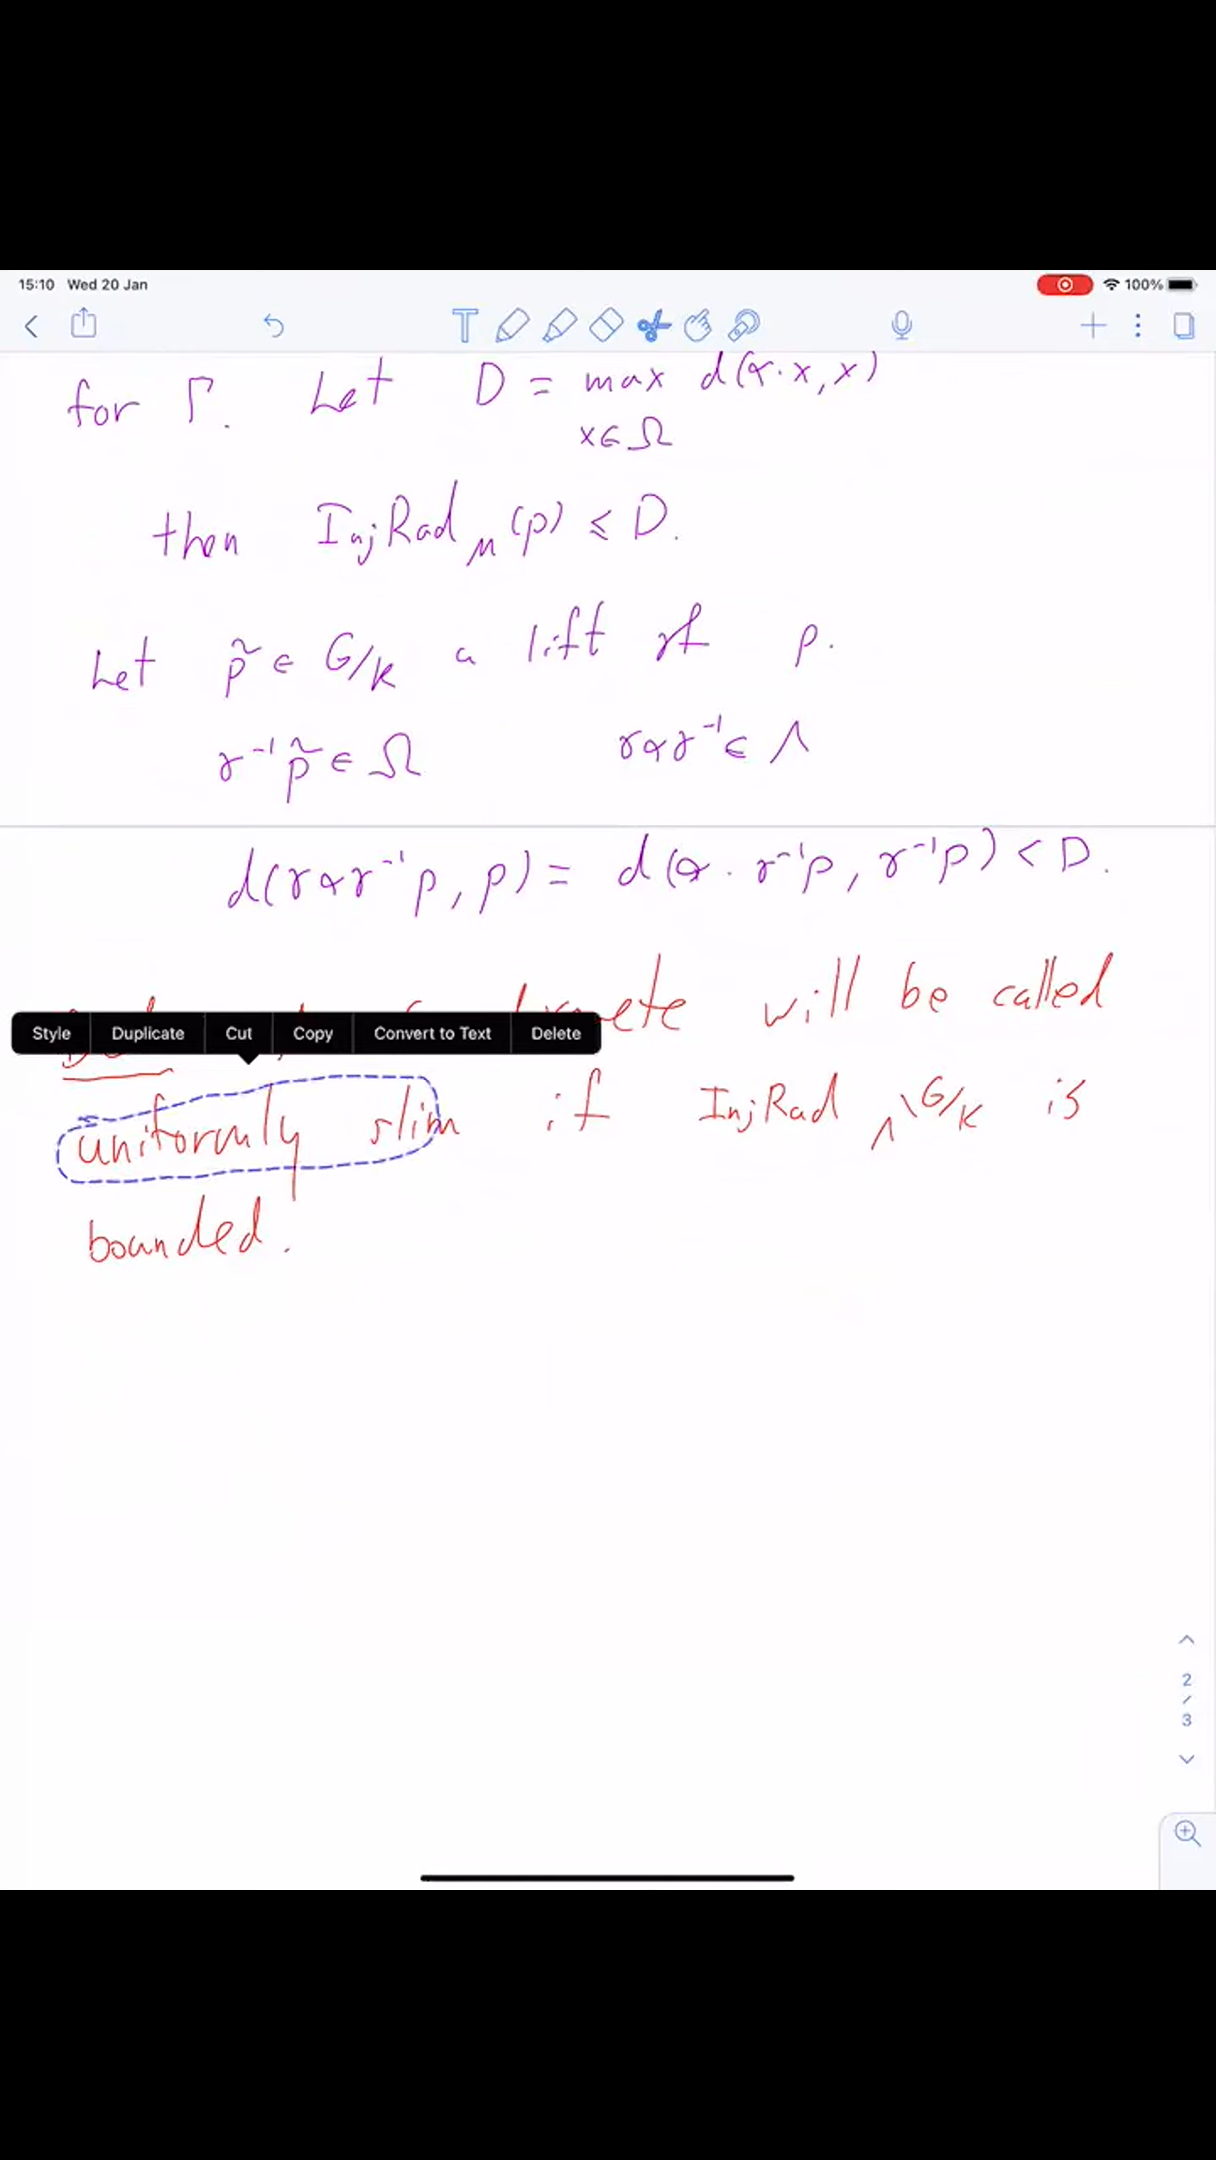 15:10 Wed 20 Jan 100%
for Γ. Let D = max d(α·x, x)
x∈Ω
then InjRad_M(p) ≤ D.
Let p̃ ∈ G/K a lift of p.
γ⁻¹p̃ ∈ Ω γαγ⁻¹ ∈ Λ
d(γαγ⁻¹p, p) = d(α·γ⁻¹p, γ⁻¹p) < D.
will be called
Style Duplicate Cut Copy Convert to Text Delete
uniformly slim if InjRad Λ\G/K is
bounded.
2
/
3